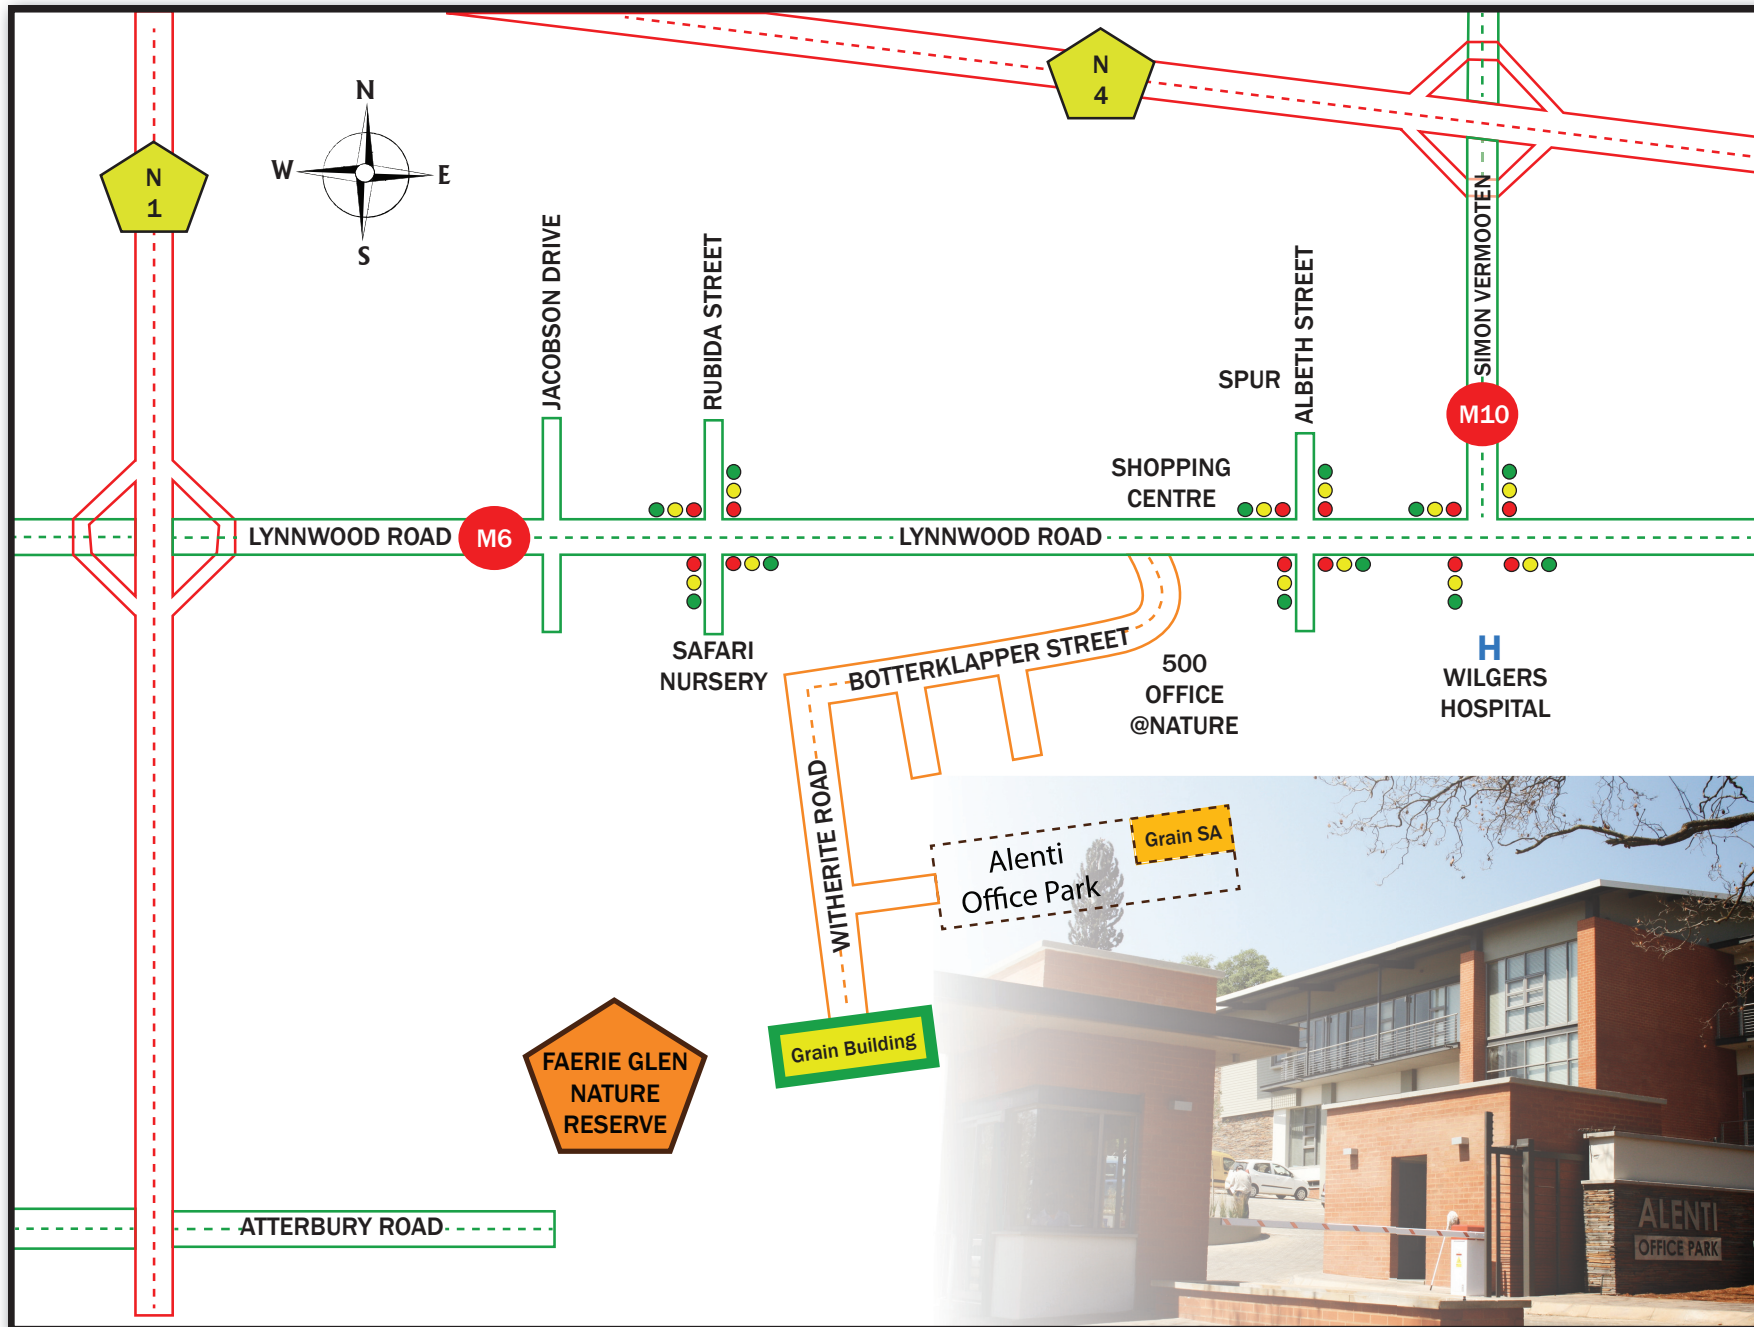 N
4
N
1
N
W
E
S
JACOBSON DRIVE
RUBIDA STREET
ALBETH STREET
SIMON VERMOOTEN
SPUR
M10
SHOPPING
CENTRE
LYNNWOOD ROAD
M6
LYNNWOOD ROAD
SAFARI
NURSERY
BOTTERKLAPPER STREET
500
OFFICE
@NATURE
H
WILGERS
HOSPITAL
WITHERITE ROAD
Alenti
Office Park
Grain SA
Grain Building
FAERIE GLEN
NATURE
RESERVE
ATTERBURY ROAD
ALENTI
OFFICE PARK